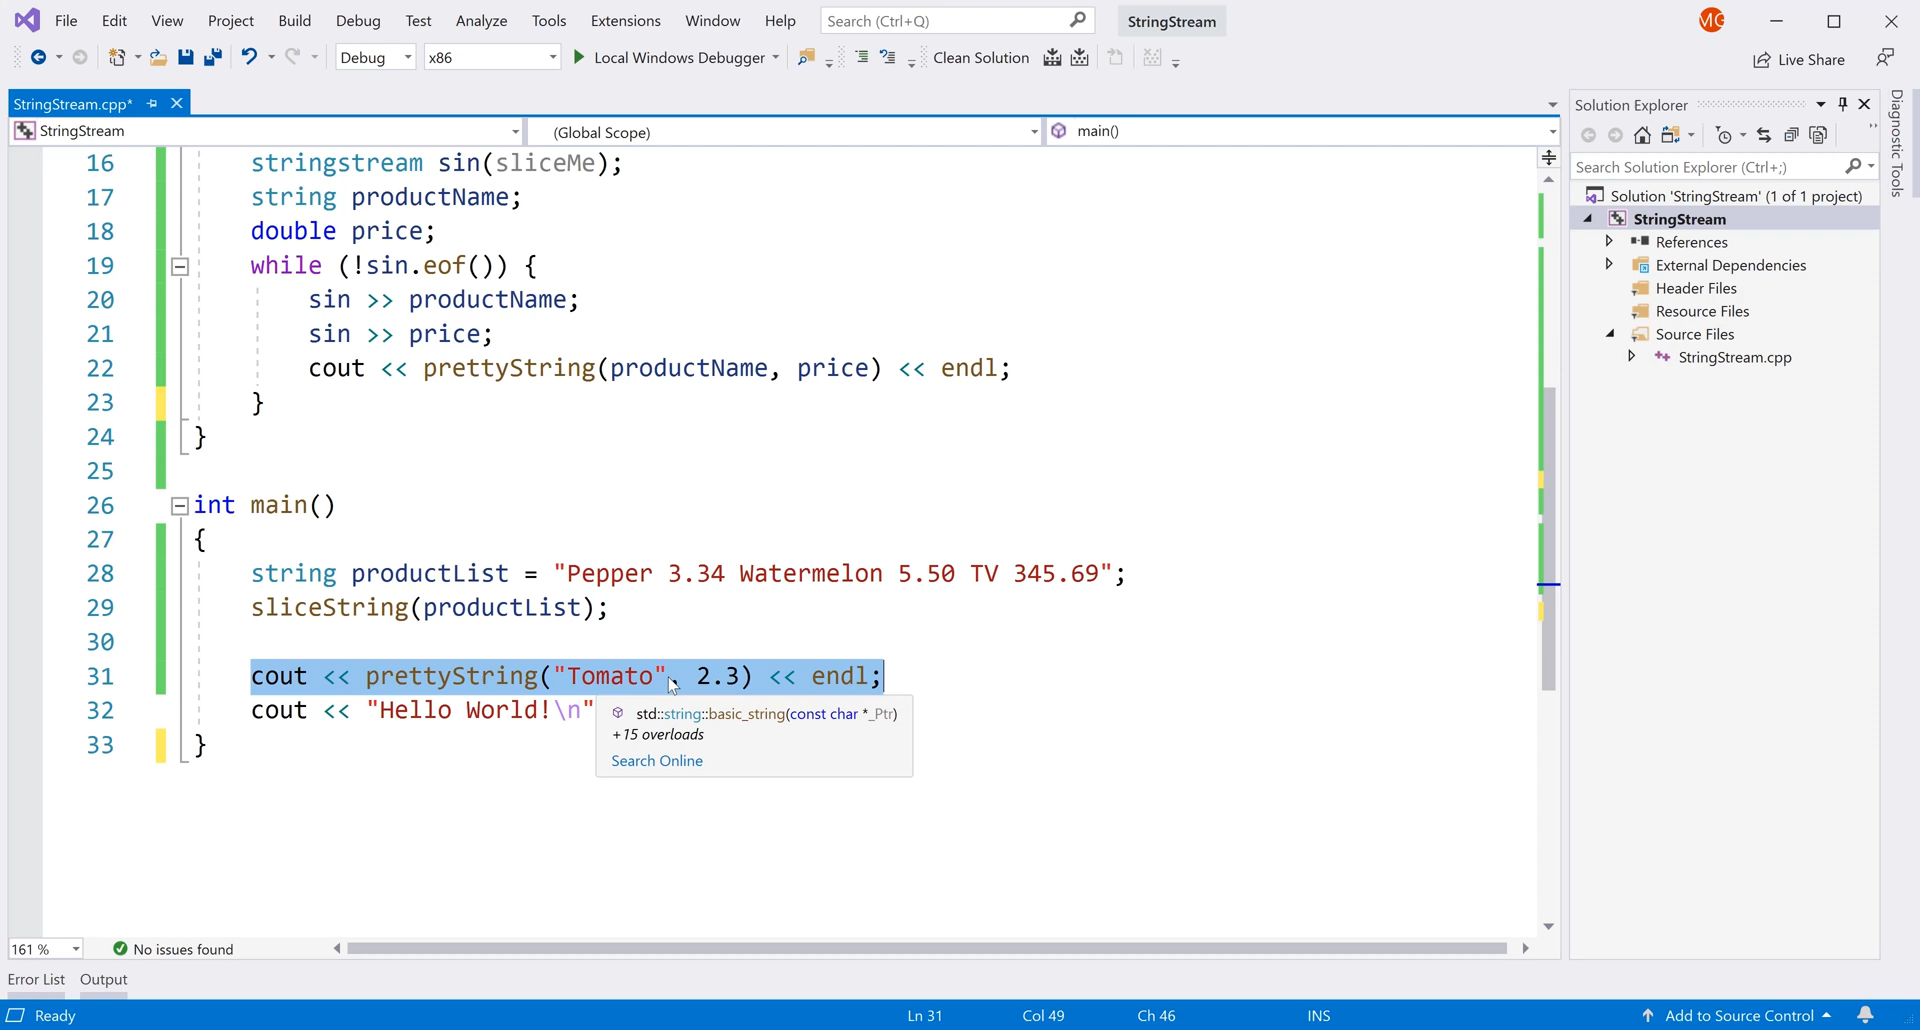 File Edit View Project Build Debug Test Analyze Tools Extensions Window Help Search (Ctrl+Q) StringStream MG
Debug x86 Local Windows Debugger Clean Solution Live Share
StringStream.cpp*
StringStream (Global Scope) main()
16 stringstream sin(sliceMe);
17 string productName;
18 double price;
19 while (!sin.eof()) {
20 sin >> productName;
21 sin >> price;
22 cout << prettyString(productName, price) << endl;
23 }
24 }
25
26 int main()
27 {
28 string productList = "Pepper 3.34 Watermelon 5.50 TV 345.69";
29 sliceString(productList);
30
31 cout << prettyString("Tomato", 2.3) << endl;
32 cout << "Hello World!\n"
33 }
std::string::basic_string(const char *_Ptr)
+15 overloads
Search Online
161 % No issues found
Solution Explorer
Search Solution Explorer (Ctrl+;)
Solution 'StringStream' (1 of 1 project)
StringStream
References
External Dependencies
Header Files
Resource Files
Source Files
StringStream.cpp
Diagnostic Tools
Error List Output
Ready Ln 31 Col 49 Ch 46 INS Add to Source Control